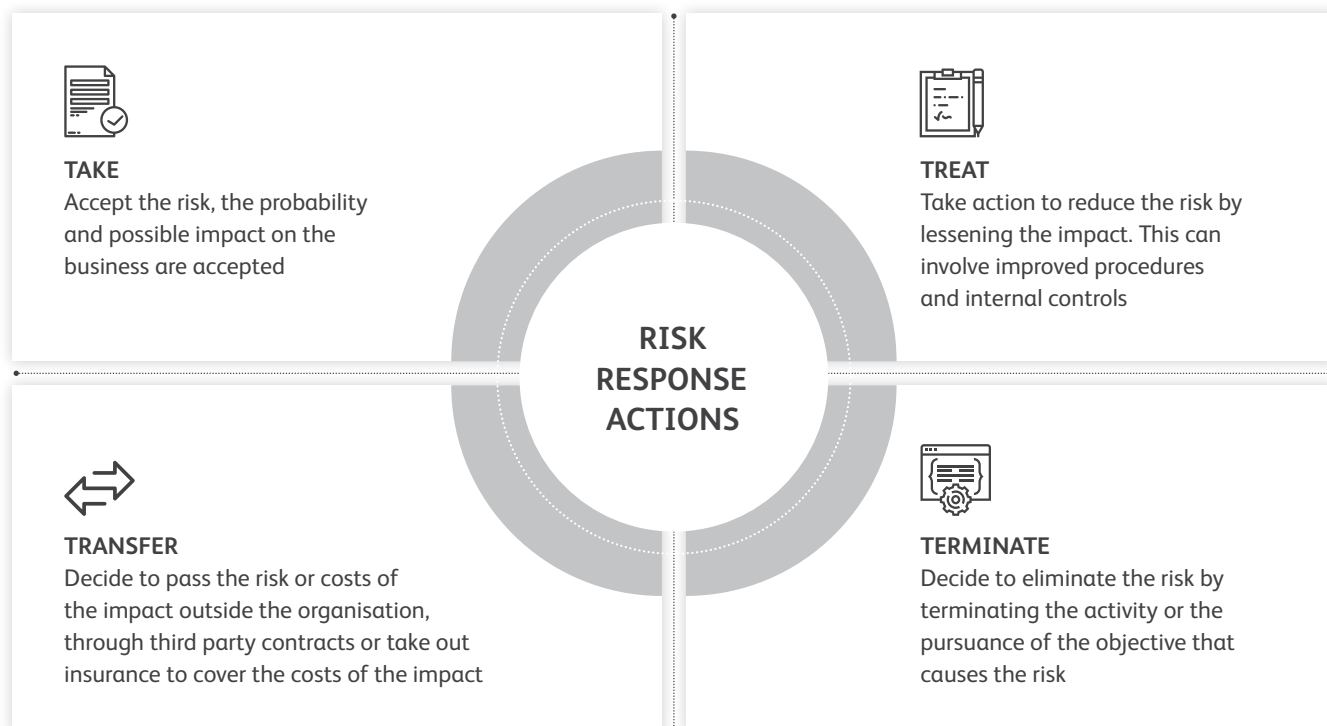 TAKE
Accept the risk, the probability
and possible impact on the
business are accepted
TREAT
Take action to reduce the risk by
lessening the impact. This can
involve improved procedures
and internal controls
RISK
RESPONSE
ACTIONS
TRANSFER
Decide to pass the risk or costs of
the impact outside the organisation,
through third party contracts or take out
insurance to cover the costs of the impact
TERMINATE
Decide to eliminate the risk by
terminating the activity or the
pursuance of the objective that
causes the risk